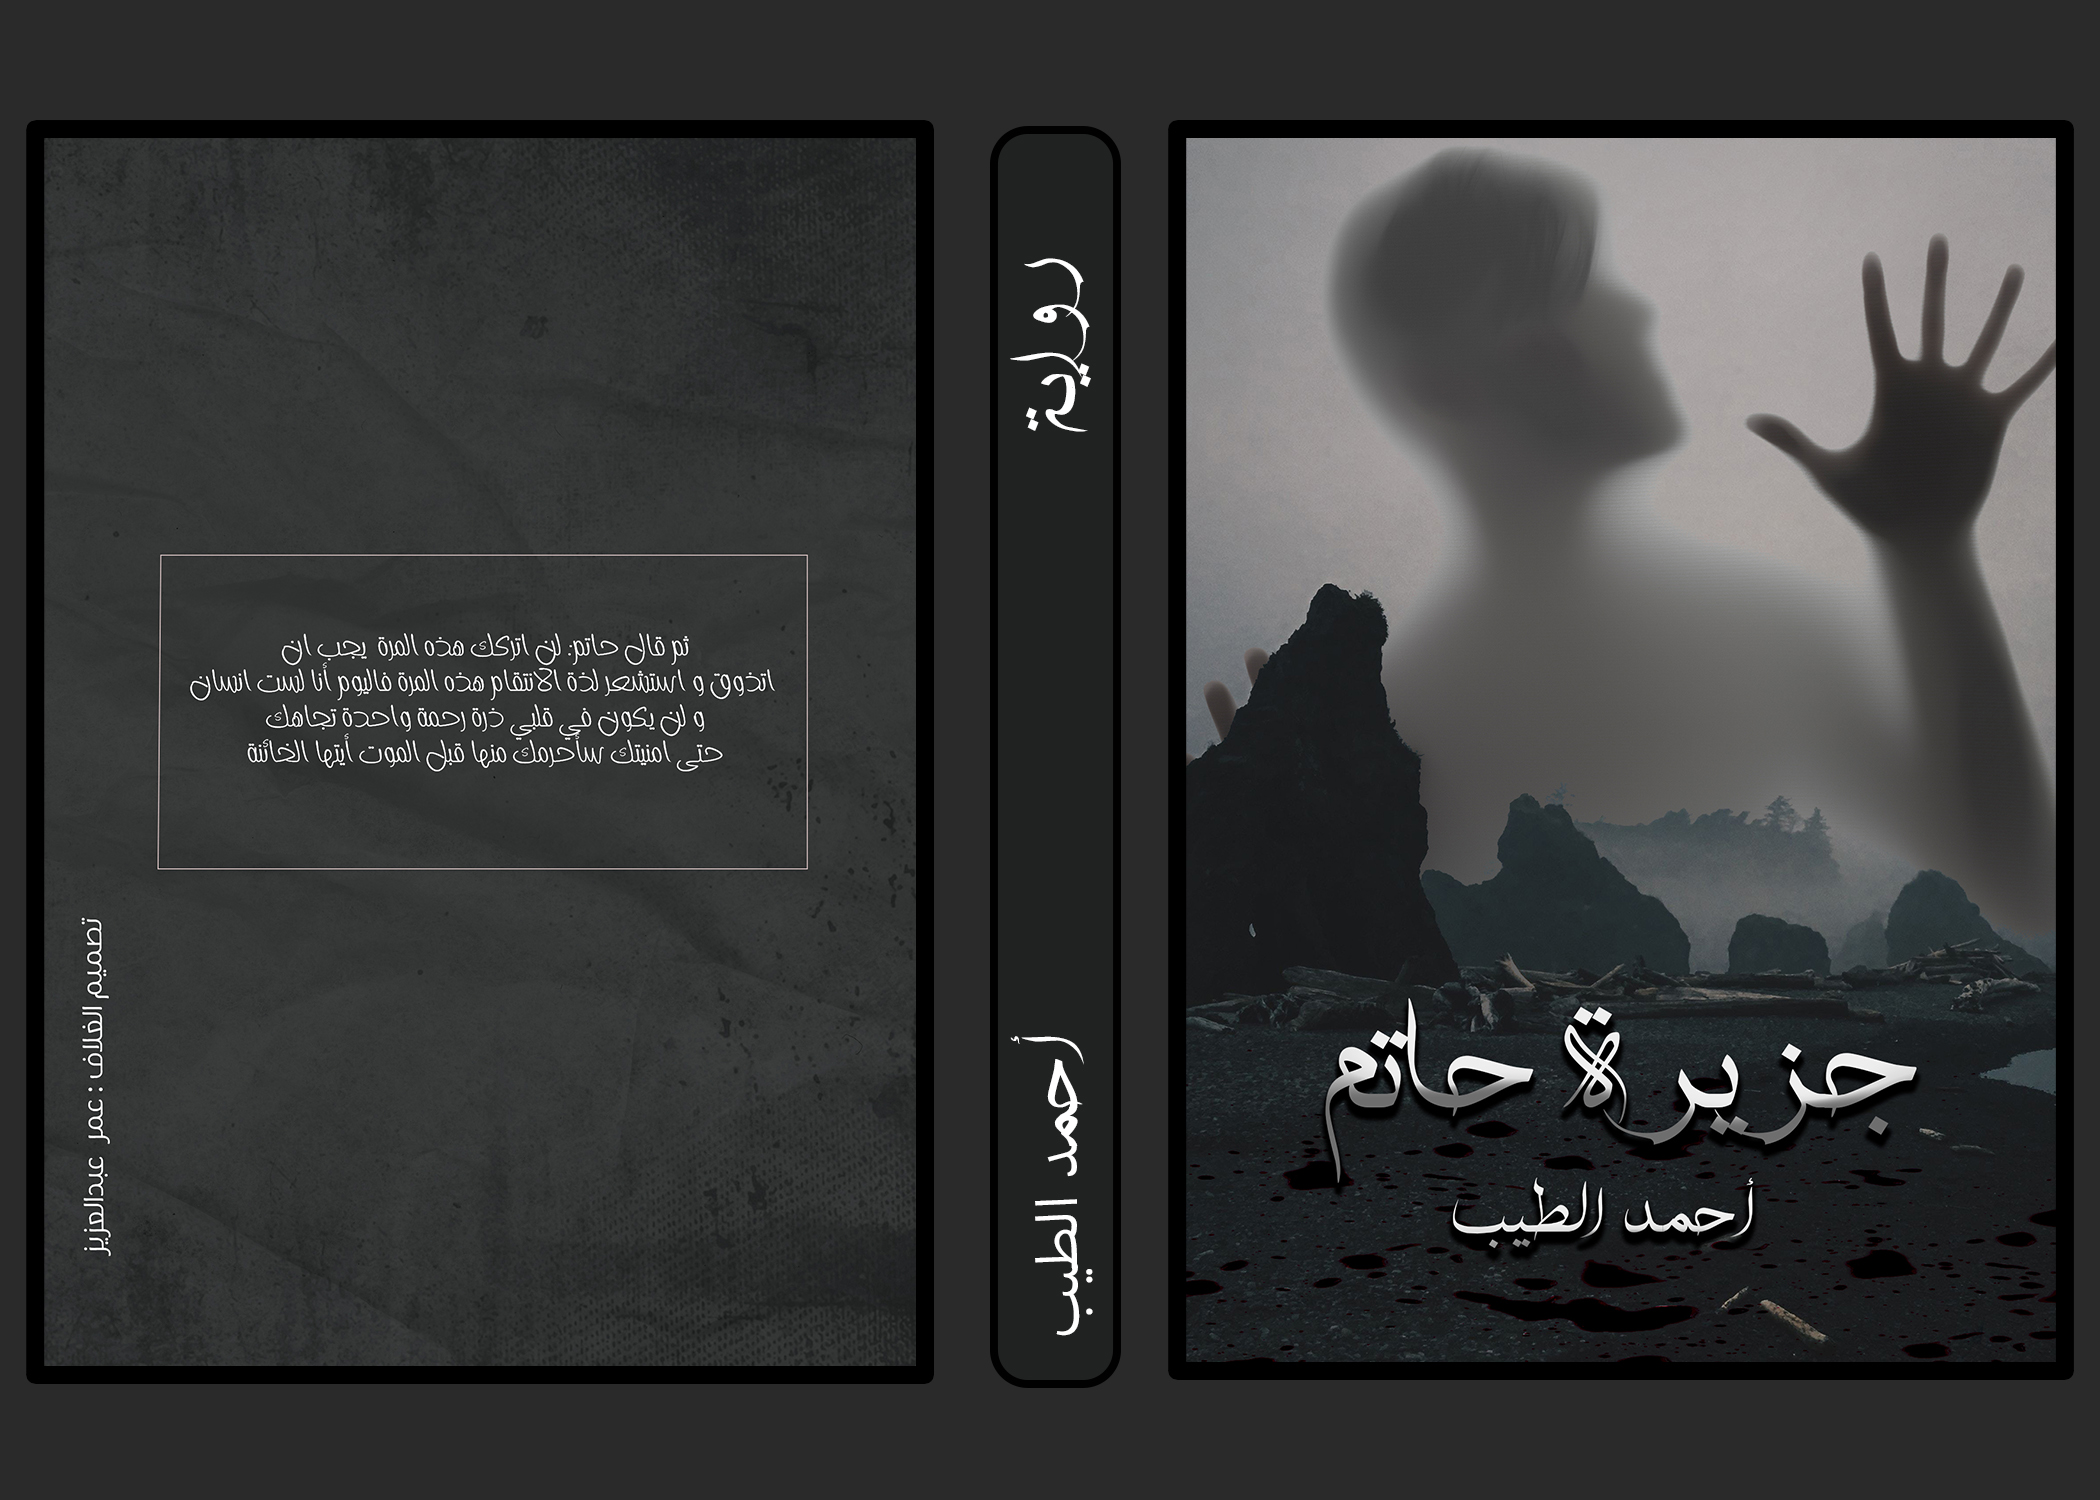 جزيرة حاتم
أحمد الطيب
رواية
أحمد الطيب
ثم قال حاتم: لن اتركك هذه المرة يجب ان
اتذوق و استشعر لذة الانتقام هذه المرة فاليوم أنا لست انسان
و لن يكون في قلبي ذرة رحمة واحدة تجاهك
حتى امنيتك سأحرمك منها قبل الموت أيتها الخائنة
تصميم الغلاف : عمر عبدالعزيز